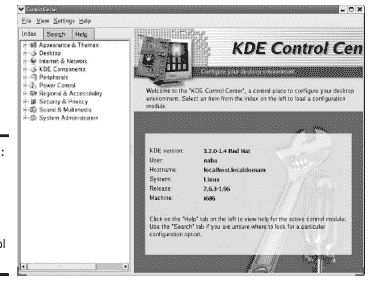 Control Center
File View Settings Help
Index Search Help
Appearance & Themes
Desktop
Internet & Network
KDE Components
Peripherals
Power Control
Regional & Accessibility
Security & Privacy
Sound & Multimedia
System Administration
KDE Control Cen
Configure your desktop environment.
Welcome to the "KDE Control Center", a central place to configure your desktop
environment. Select an item from the index on the left to load a configuration
module.
KDE version: 3.2.0-1.4 Red Hat
User: naba
Hostname: localhost.localdomain
System: Linux
Release: 2.6.3-1.96
Machine: i686
Click on the "Help" tab on the left to view help for the active control module.
Use the "Search" tab if you are unsure where to look for a particular
configuration option.
:
ol